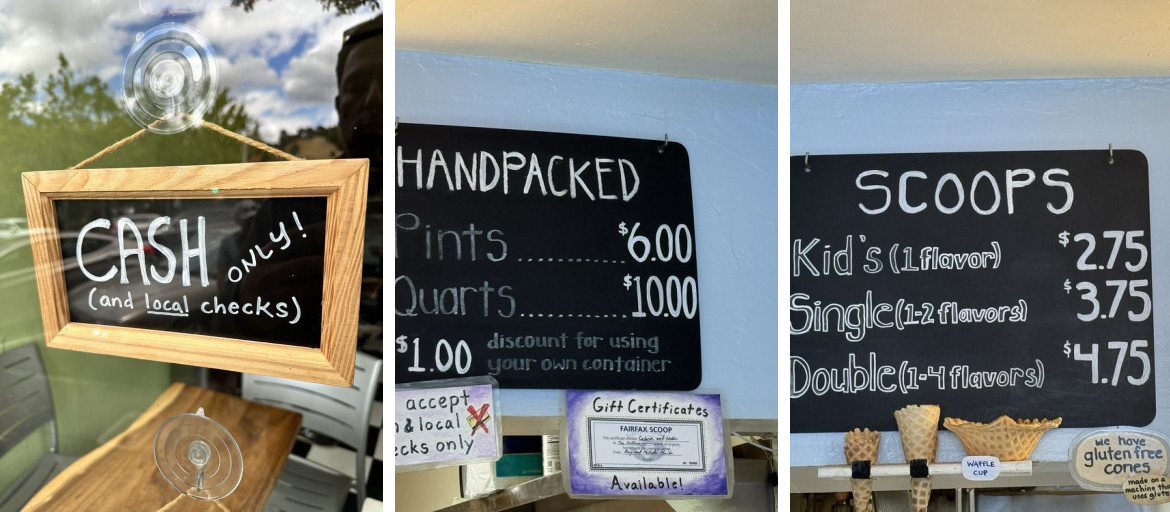 CASH ONLY!
(and local checks)
HANDPACKED
Pints ............ $6.00
Quarts ............ $10.00
$1.00 discount for using
your own container
accept
& local
only
Gift Certificates
FAIRFAX SCOOP
Available!
SCOOPS
Kid's (1 flavor) $2.75
Single (1-2 flavors) $3.75
Double (1-4 flavors) $4.75
WAFFLE
CUP
we have
gluten free
cones
made on a
machine that
uses gluten